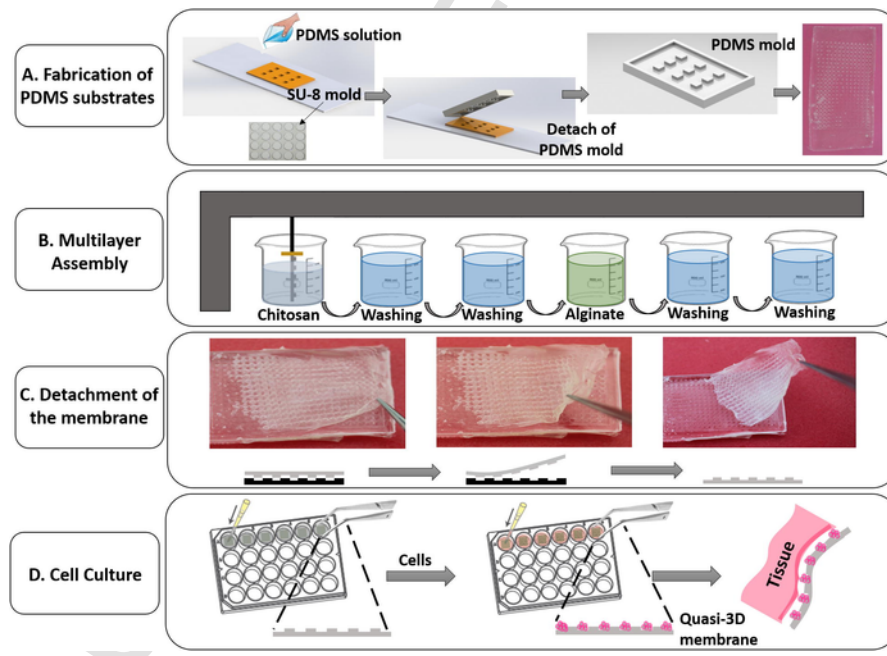 A. Fabrication of
PDMS substrates
PDMS solution
SU-8 mold
Detach of
PDMS mold
PDMS mold
B. Multilayer
Assembly
Chitosan
Washing
Washing
Alginate
Washing
Washing
C. Detachment of
the membrane
D. Cell Culture
Cells
Quasi-3D
membrane
Tissue